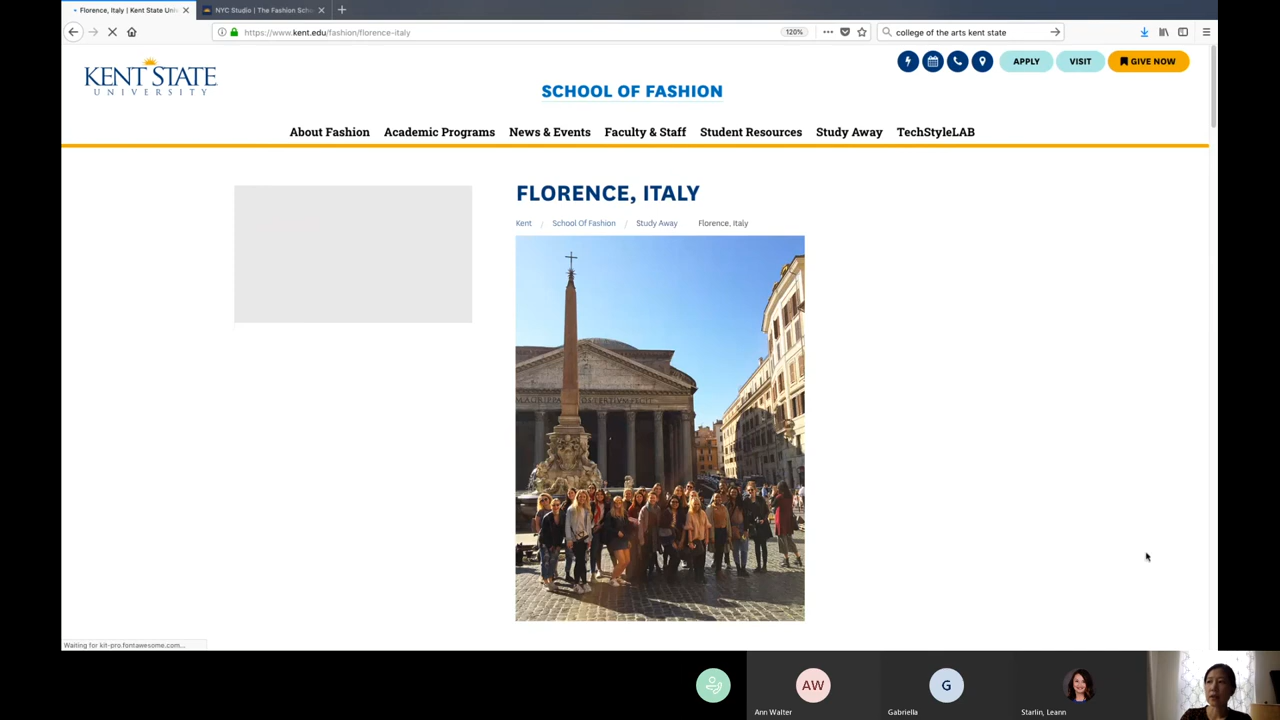 Florence, Italy | Kent State Uni
NYC Studio | The Fashion Sch
https://www.kent.edu/fashion/florence-italy
120%
college of the arts kent state
KENT STATE
UNIVERSITY
APPLY
VISIT
GIVE NOW
SCHOOL OF FASHION
About Fashion
Academic Programs
News & Events
Faculty & Staff
Student Resources
Study Away
TechStyleLAB
FLORENCE, ITALY
Kent / School Of Fashion / Study Away Florence, Italy
Waiting for kit-pro.fontawesome.com...
AW
G
Ann Walter
Gabriella
Starlin, Leann